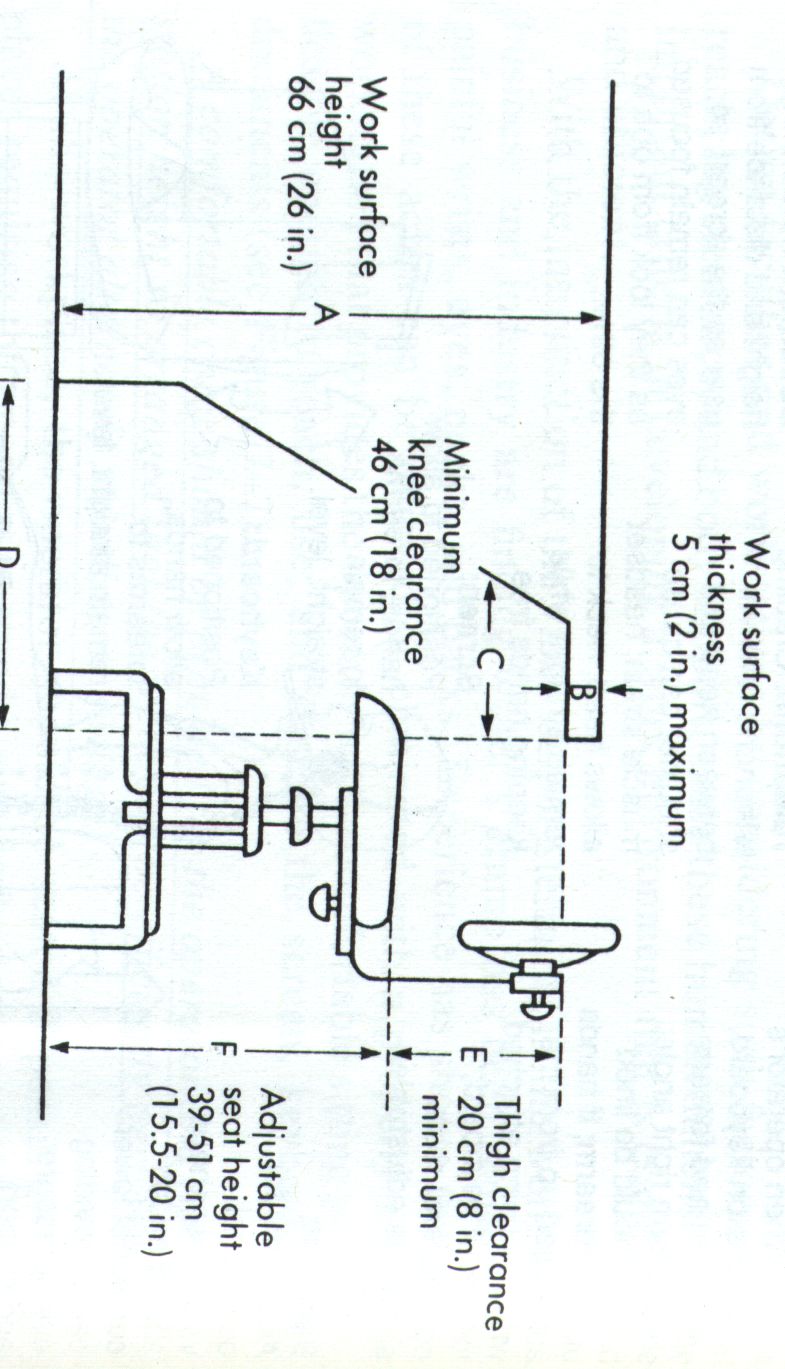 Work surface
thickness
5 cm (2 in.) maximum
Work surface
height
66 cm (26 in.)
A
Minimum
knee clearance
46 cm (18 in.)
C
B
D
Thigh clearance
20 cm (8 in.)
minimum
E
Adjustable
seat height
39-51 cm
(15.5-20 in.)
F